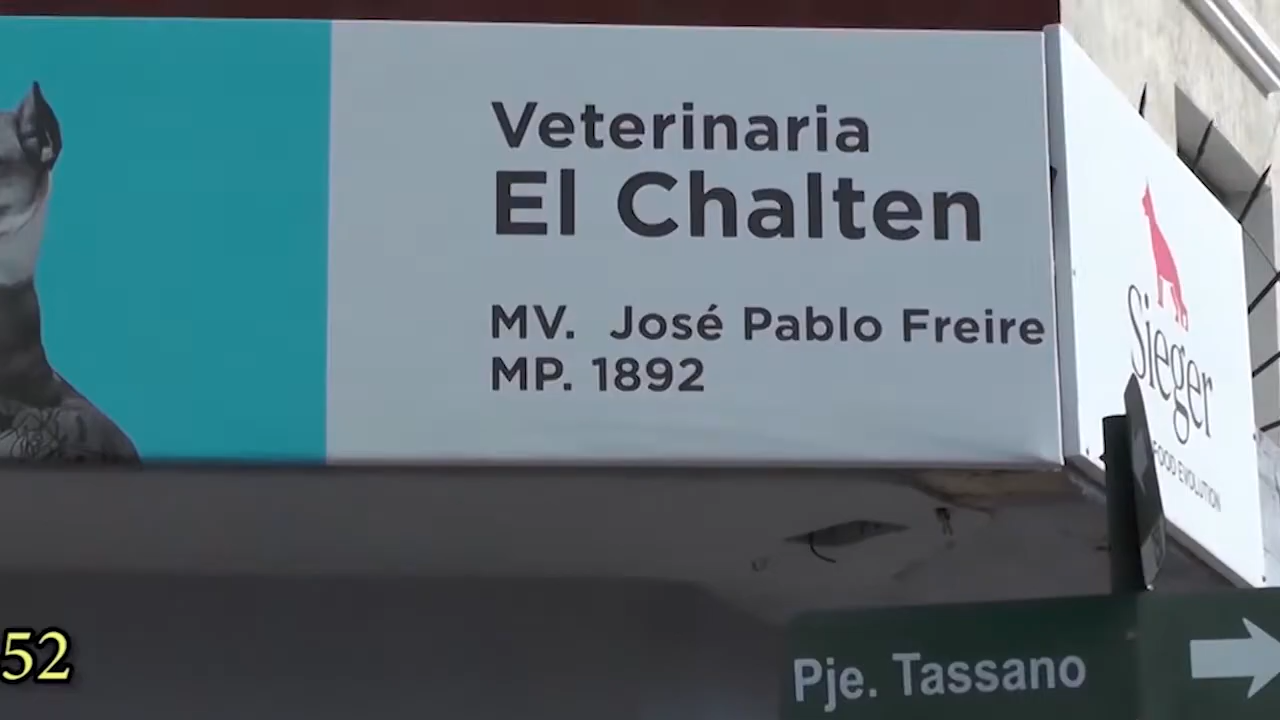 Veterinaria
El Chalten
MV. José Pablo Freire
MP. 1892
Sieger
FOOD EVOLUTION
52
Pje. Tassano